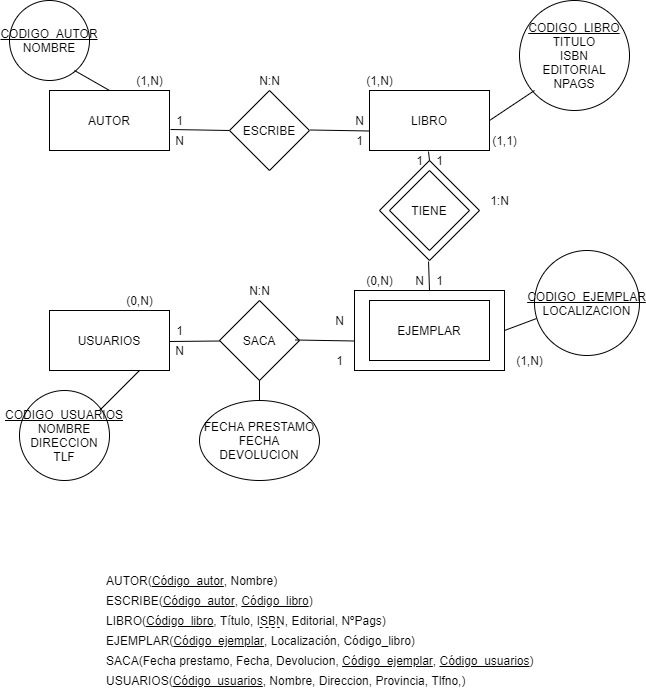 CODIGO_AUTOR
NOMBRE
CODIGO_LIBRO
TITULO
ISBN
EDITORIAL
NPAGS
(1,N)
N:N
(1,N)
AUTOR
1
N
ESCRIBE
N
1
LIBRO
(1,1)
1 1
TIENE
1:N
(0,N)
N 1
CODIGO_EJEMPLAR
LOCALIZACION
(0,N)
N:N
USUARIOS
1
N
SACA
N
1
EJEMPLAR
(1,N)
CODIGO_USUARIOS
NOMBRE
DIRECCION
TLF
FECHA PRESTAMO
FECHA
DEVOLUCION
AUTOR(Código_autor, Nombre)
ESCRIBE(Código_autor, Código_libro)
LIBRO(Código_libro, Título, ISBN, Editorial, NºPags)
EJEMPLAR(Código_ejemplar, Localización, Código_libro)
SACA(Fecha prestamo, Fecha, Devolucion, Código_ejemplar, Código_usuarios)
USUARIOS(Código_usuarios, Nombre, Direccion, Provincia, Tlfno,)